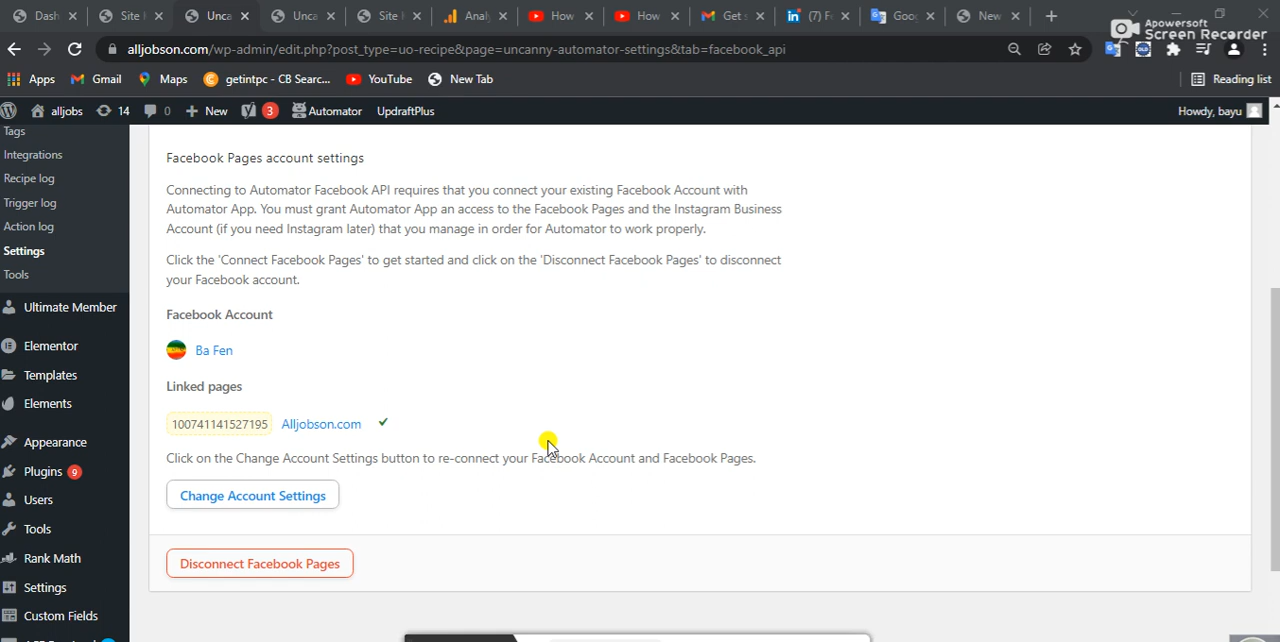 Dash
Site
Unca
Unca
Site
Anal
How
How
Get
(7) F
Goo
New
Apowersoft
Screen Recorder
alljobson.com/wp-admin/edit.php?post_type=uo-recipe&page=uncanny-automator-settings&tab=facebook_api
Apps
Gmail
Maps
getintpc - CB Searc...
YouTube
New Tab
Reading list
alljobs
14
0
New
3
Automator
UpdraftPlus
Howdy, bayu
Tags
Integrations
Recipe log
Trigger log
Action log
Settings
Tools
Ultimate Member
Elementor
Templates
Elements
Appearance
Plugins 9
Users
Tools
Rank Math
Settings
Custom Fields
Facebook Pages account settings
Connecting to Automator Facebook API requires that you connect your existing Facebook Account with
Automator App. You must grant Automator App an access to the Facebook Pages and the Instagram Business
Account (if you need Instagram later) that you manage in order for Automator to work properly.
Click the 'Connect Facebook Pages' to get started and click on the 'Disconnect Facebook Pages' to disconnect
your Facebook account.
Facebook Account
Ba Fen
Linked pages
100741141527195 Alljobson.com
Click on the Change Account Settings button to re-connect your Facebook Account and Facebook Pages.
Change Account Settings
Disconnect Facebook Pages